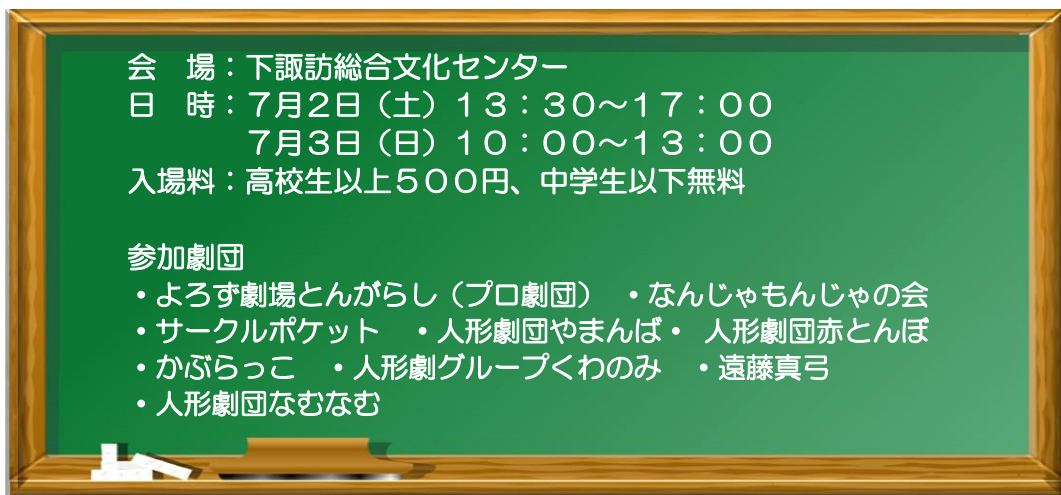 会　場：下諏訪総合文化センター
日　時：７月２日（土）１３：３０～１７：００
７月３日（日）１０：００～１３：００
入場料：高校生以上５００円、中学生以下無料
参加劇団
・よろず劇場とんがらし（プロ劇団）　・なんじゃもんじゃの会
・サークルポケット　・人形劇団やまんば・ 人形劇団赤とんぼ
・かぶらっこ　・人形劇グループくわのみ　・遠藤真弓
・人形劇団なむなむ